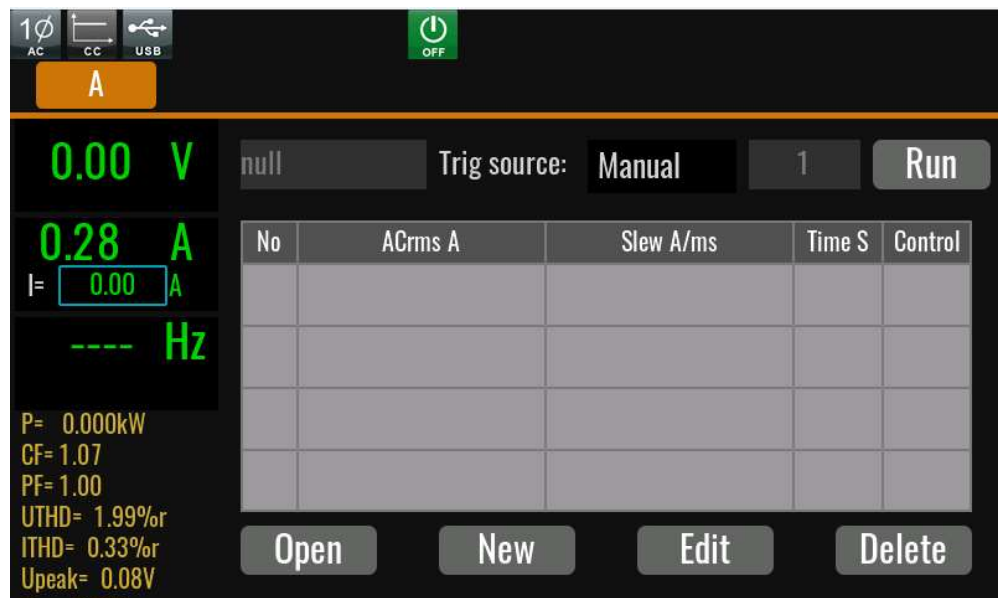 1Ø
AC
CC
USB
OFF
A
0.00 V
null Trig source: Manual 1 Run
0.28 A
I= 0.00 A
---- Hz
No ACrms A Slew A/ms Time S Control
P= 0.000kW
CF= 1.07
PF= 1.00
UTHD= 1.99%r
ITHD= 0.33%r
Upeak= 0.08V
Open New Edit Delete